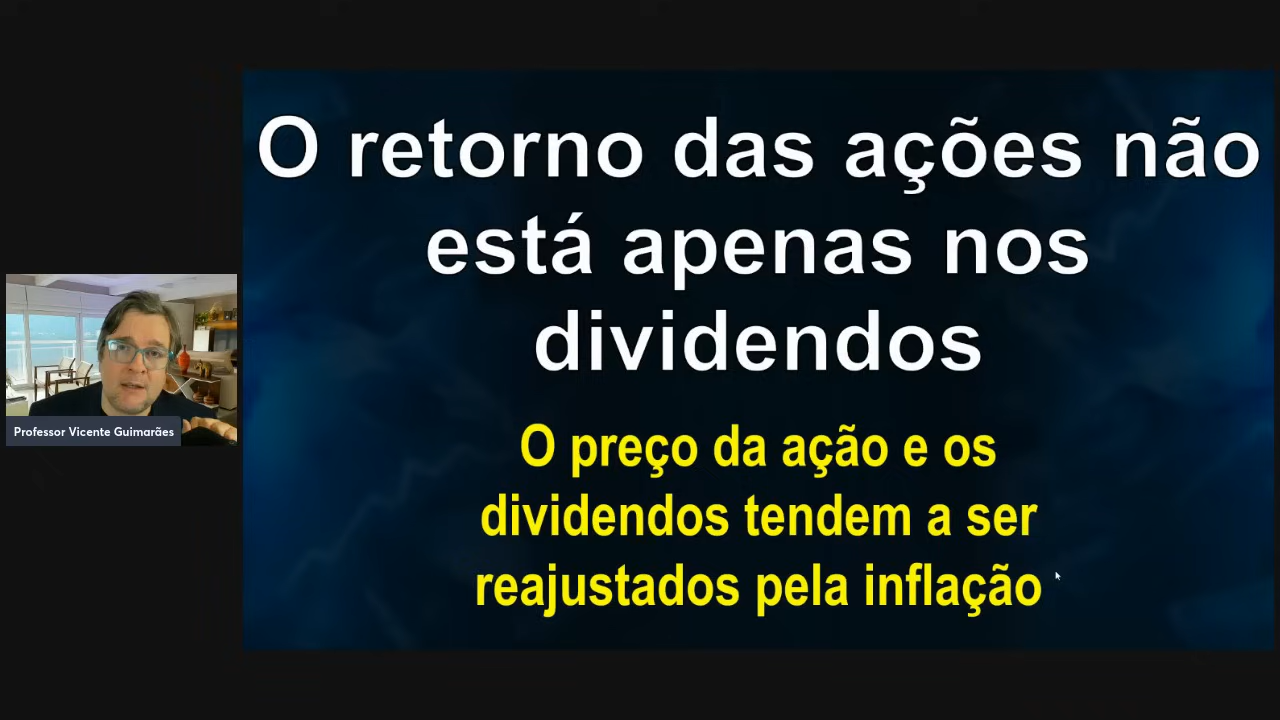 O retorno das ações não
está apenas nos
dividendos
O preço da ação e os
dividendos tendem a ser
reajustados pela inflação
Professor Vicente Guimarães